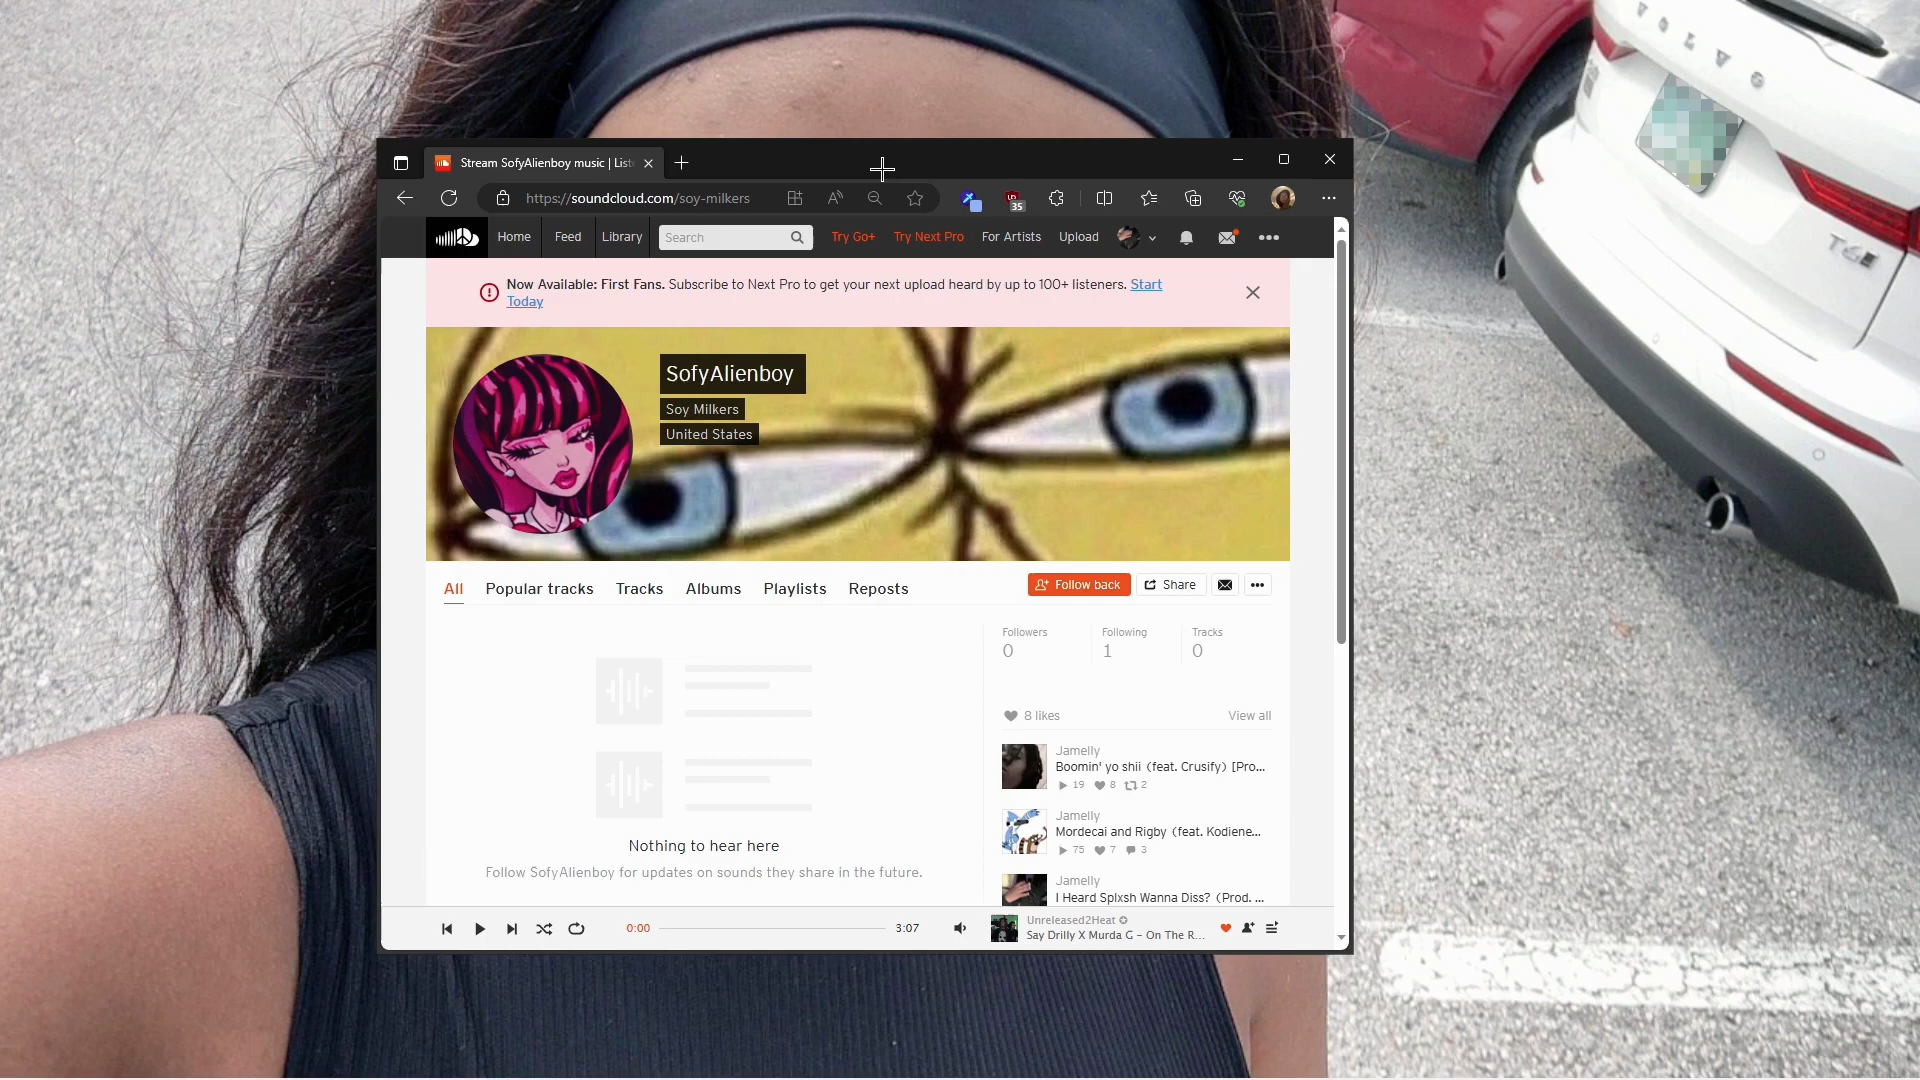 VOLVO
T6
Stream SofyAlienboy music | List
https://soundcloud.com/soy-milkers
35
Home
Feed
Library
Search
Try Go+
Try Next Pro
For Artists
Upload
Now Available: First Fans. Subscribe to Next Pro to get your next upload heard by up to 100+ listeners. Start
Today
SofyAlienboy
Soy Milkers
United States
All
Popular tracks
Tracks
Albums
Playlists
Reposts
Follow back
Share
Followers
0
Following
1
Tracks
0
8 likes
View all
Jamelly
Boomin' yo shii (feat. Crusify) [Pro...
19
8
2
Jamelly
Mordecai and Rigby (feat. Kodiene...
75
7
3
Jamelly
I Heard Splxsh Wanna Diss? (Prod. ...
Nothing to hear here
Follow SofyAlienboy for updates on sounds they share in the future.
0:00
3:07
Unreleased2Heat
Say Drilly X Murda G – On The R...